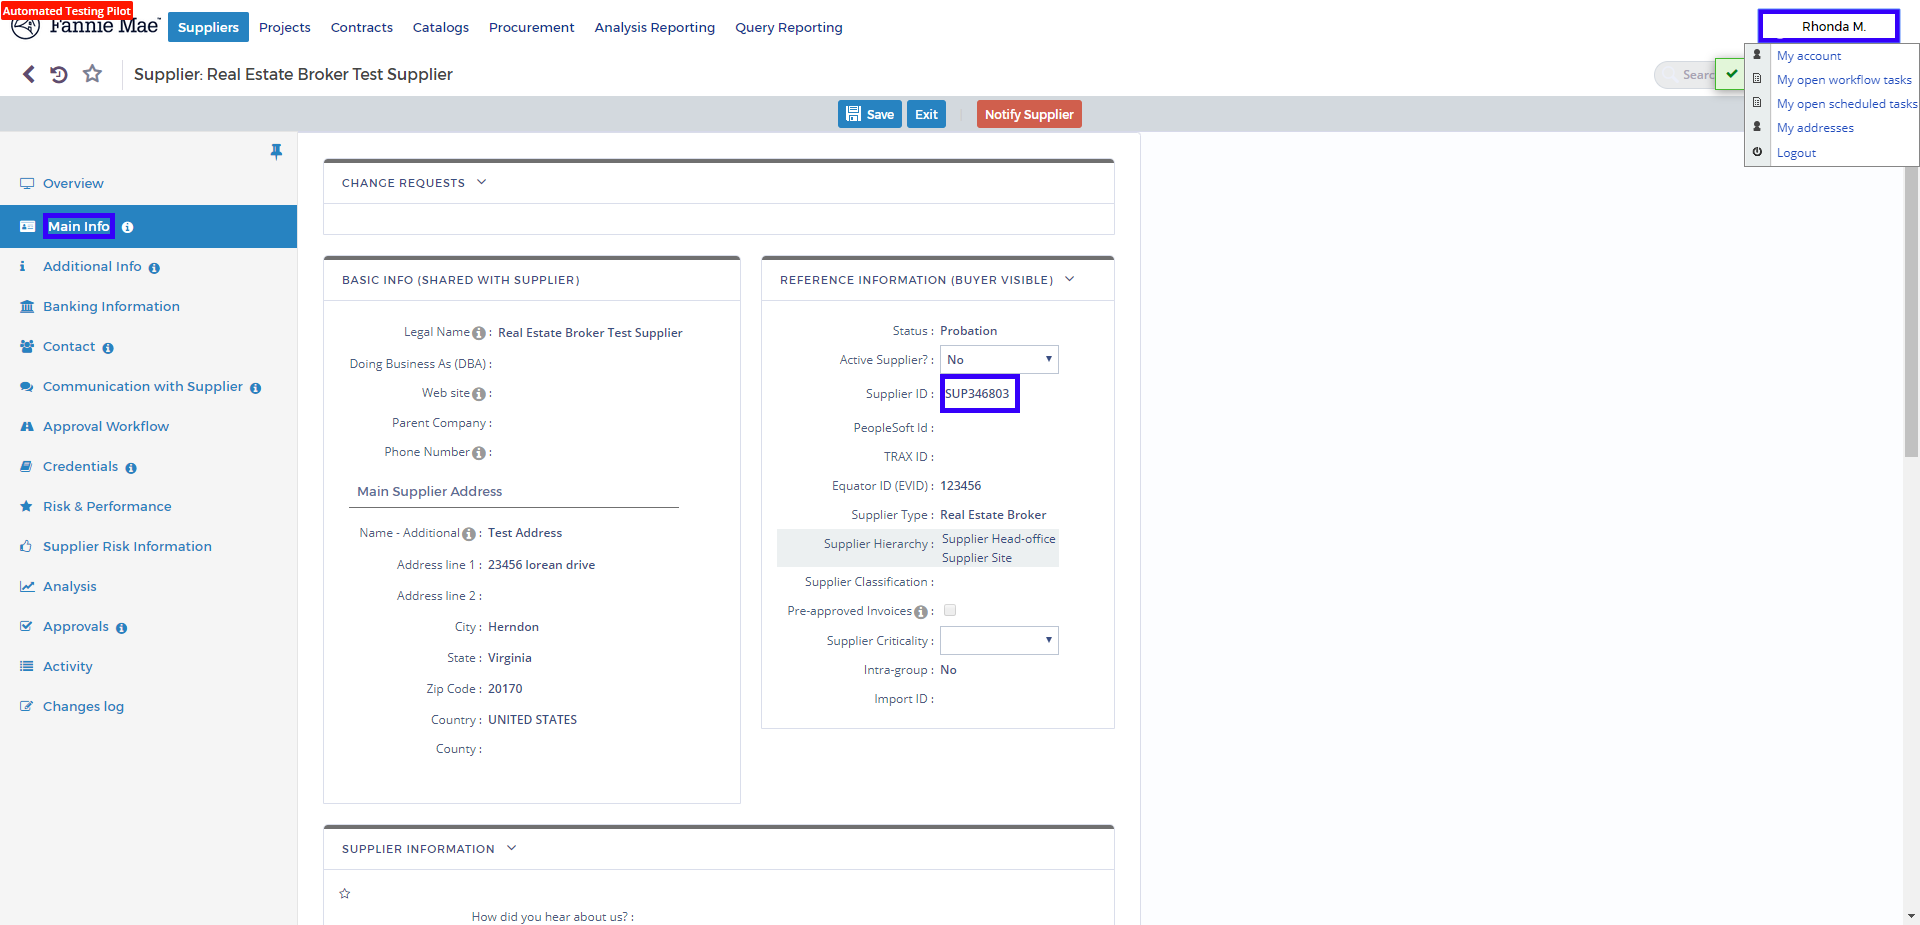 Automated Testing Pilot
Fannie Mae
Suppliers Projects Contracts Catalogs Procurement Analysis Reporting Query Reporting
Rhonda M.
My account
My open workflow tasks
My open scheduled tasks
My addresses
Logout
Supplier: Real Estate Broker Test Supplier
Searc
Save Exit Notify Supplier
Overview
Main Info
Additional Info
Banking Information
Contact
Communication with Supplier
Approval Workflow
Credentials
Risk & Performance
Supplier Risk Information
Analysis
Approvals
Activity
Changes log
CHANGE REQUESTS
BASIC INFO (SHARED WITH SUPPLIER)
Legal Name : Real Estate Broker Test Supplier
Doing Business As (DBA) :
Web site :
Parent Company :
Phone Number :
Main Supplier Address
Name - Additional : Test Address
Address line 1 : 23456 lorean drive
Address line 2 :
City : Herndon
State : Virginia
Zip Code : 20170
Country : UNITED STATES
County :
REFERENCE INFORMATION (BUYER VISIBLE)
Status : Probation
Active Supplier? : No
Supplier ID : SUP346803
PeopleSoft Id :
TRAX ID :
Equator ID (EVID) : 123456
Supplier Type : Real Estate Broker
Supplier Hierarchy : Supplier Head-office
Supplier Site
Supplier Classification :
Pre-approved Invoices :
Supplier Criticality :
Intra-group : No
Import ID :
SUPPLIER INFORMATION
How did you hear about us? :